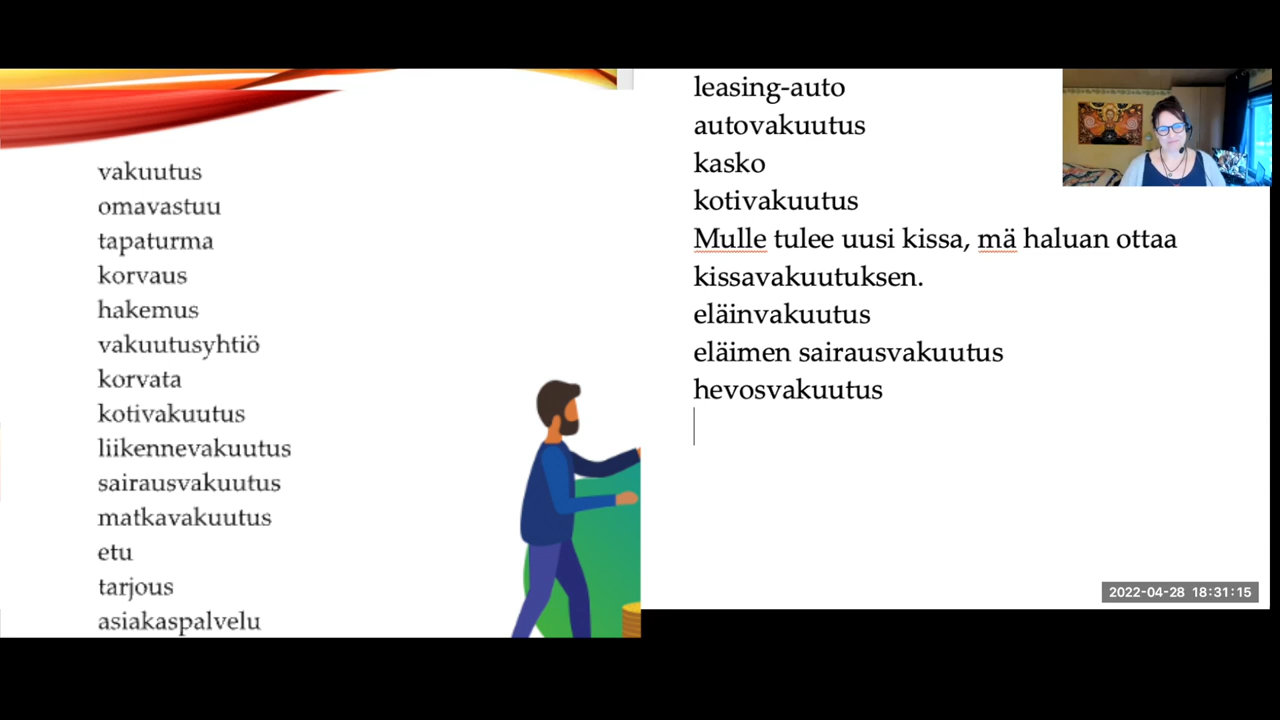 vakuutus
omavastuu
tapaturma
korvaus
hakemus
vakuutusyhtiö
korvata
kotivakuutus
liikennevakuutus
sairausvakuutus
matkavakuutus
etu
tarjous
asiakaspalvelu
leasing-auto
autovakuutus
kasko
kotivakuutus
Mulle tulee uusi kissa, mä haluan ottaa
kissavakuutuksen.
eläinvakuutus
eläimen sairausvakuutus
hevosvakuutus
2022-04-28 18:31:15